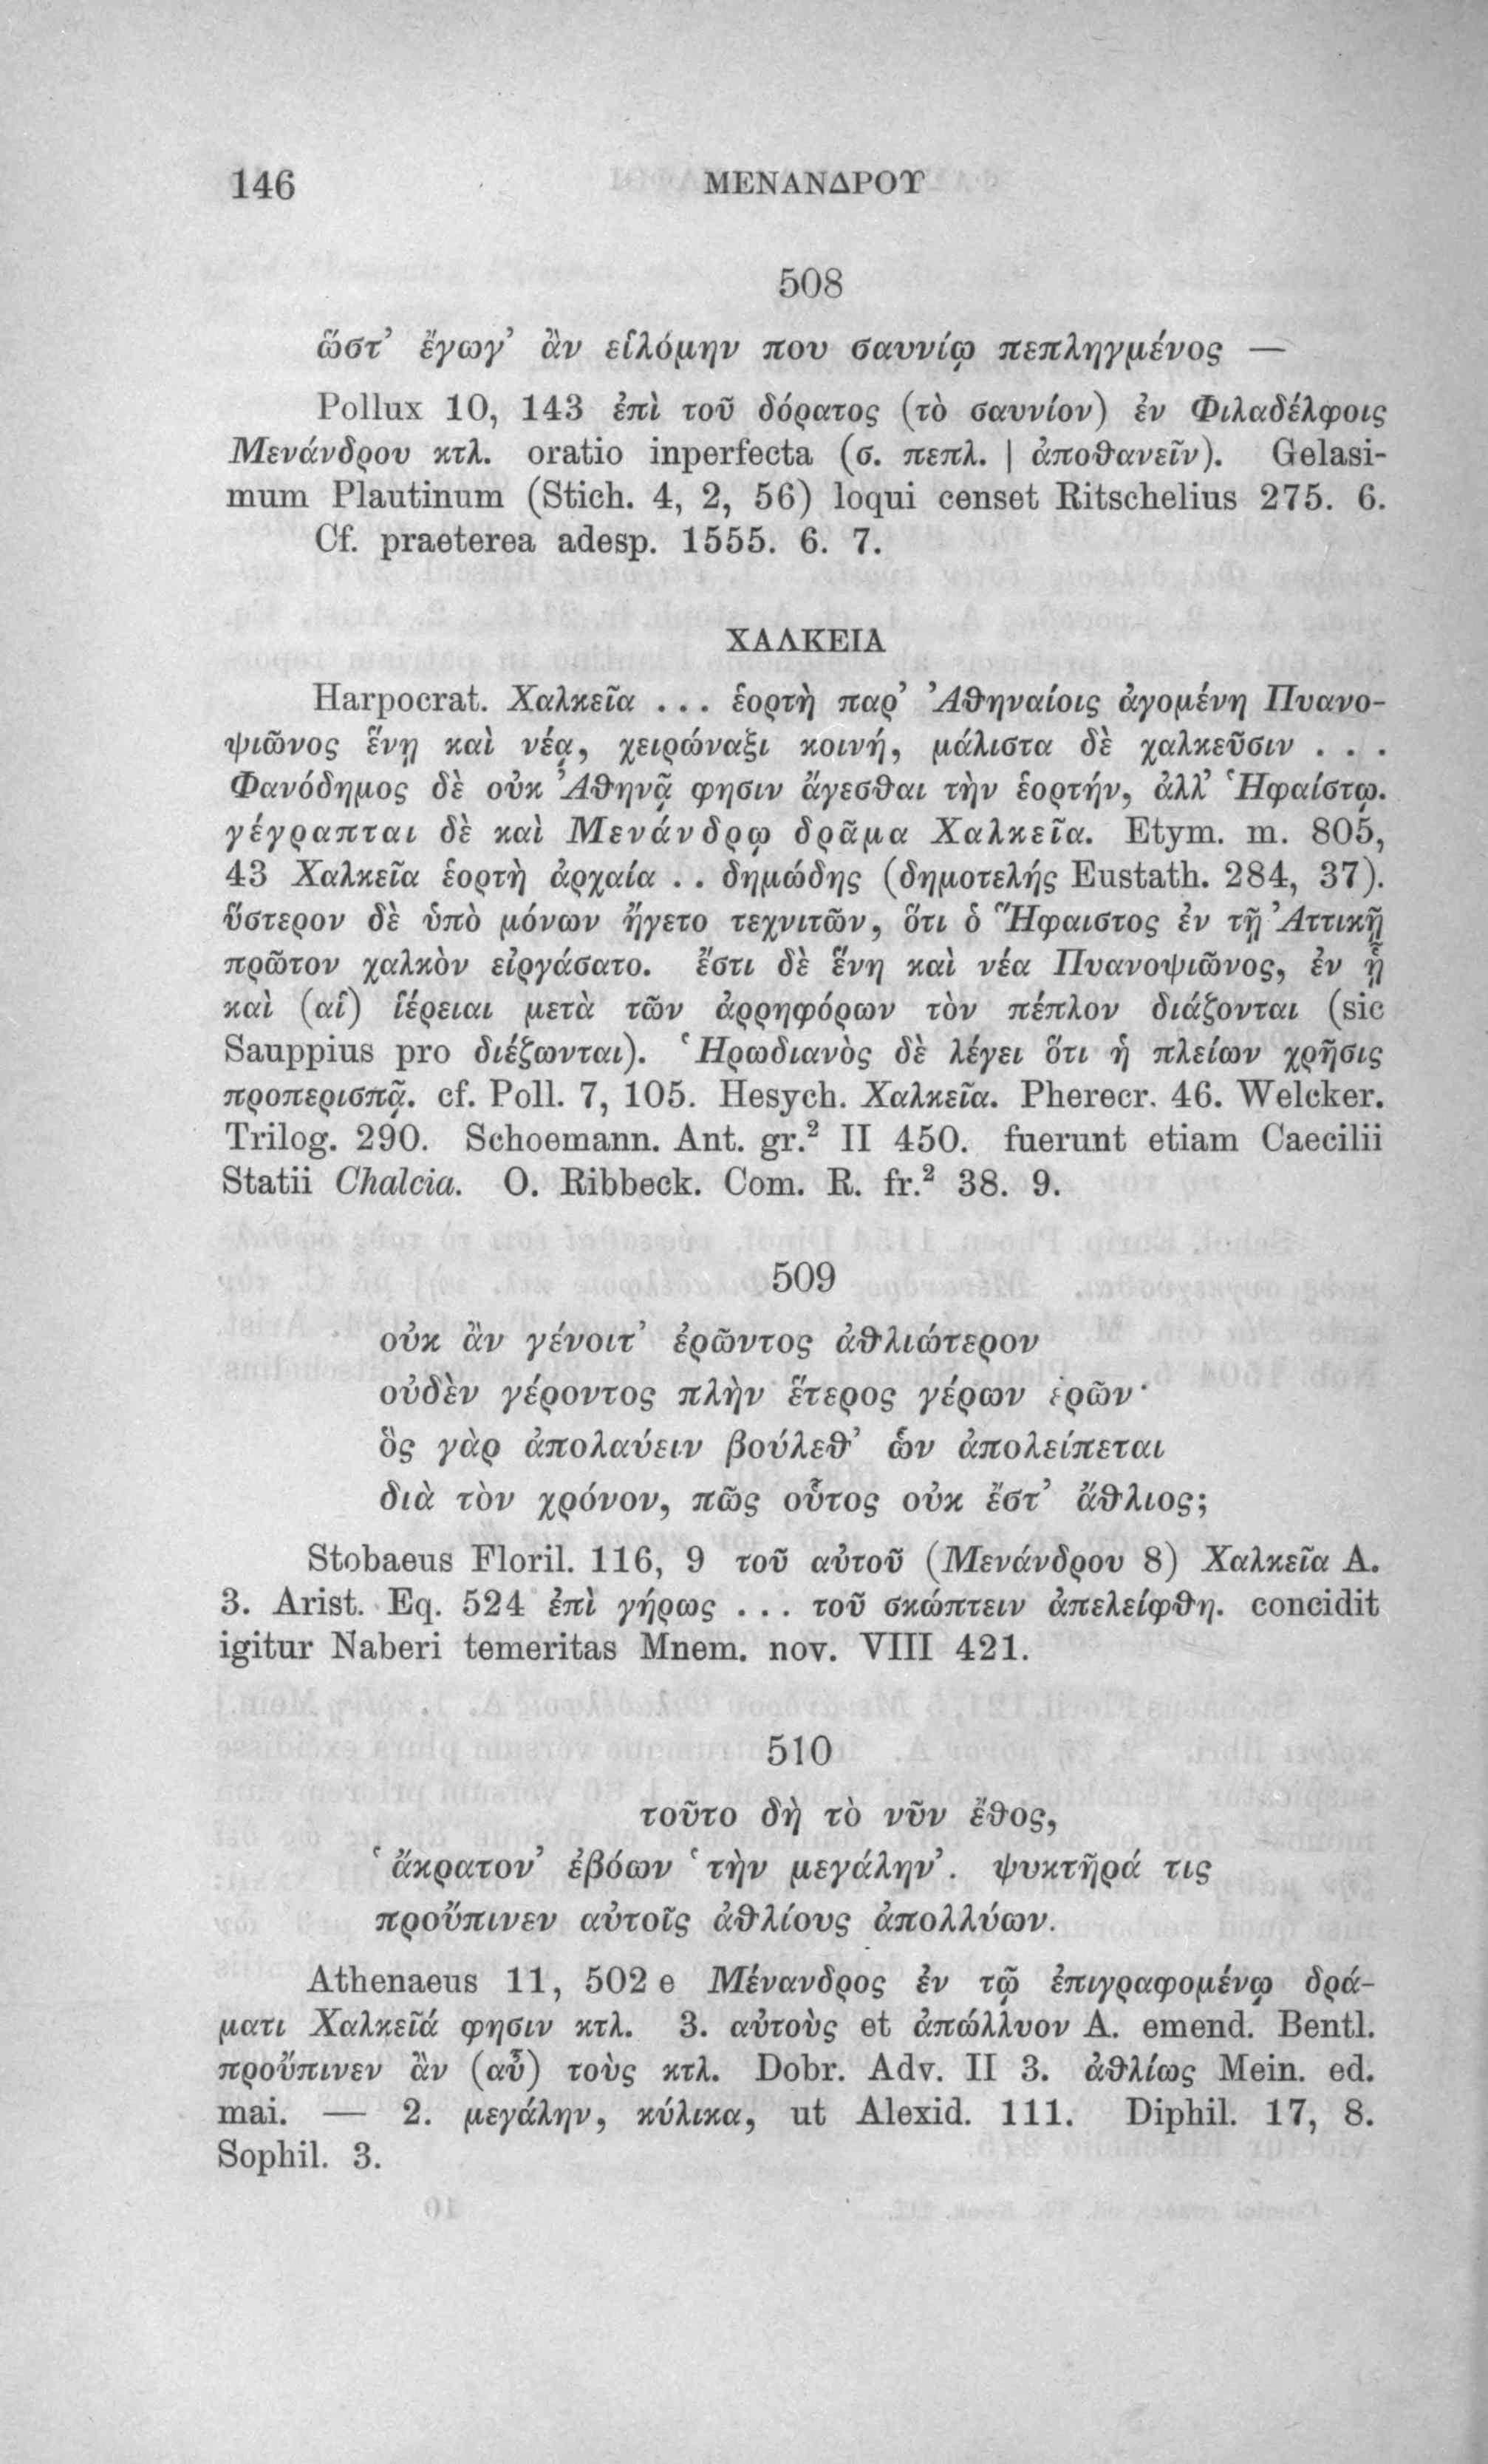 146 ΜΕΝΑΝΔΡΟΥ
508
ὥστ’ ἔγωγ’ ἂν εἱλόμην που σαυνίῳ πεπληγμένος —
Pollux 10, 143 ἐπὶ τοῦ δόρατος (τὸ σαυνίον) ἐν Φιλαδέλφοις
Μενάνδρου κτλ. oratio inperfecta (σ. πεπλ. | ἀποθανεῖν). Gelasi-
mum Plautinum (Stich. 4, 2, 56) loqui censet Ritschelius 275. 6.
Cf. praeterea adesp. 1555. 6. 7.
ΧΑΛΚΕΙΑ
Harpocrat. Χαλκεῖα ... ἑορτὴ παρ’ Ἀθηναίοις ἀγομένη Πυανο-
ψιῶνος ἕνῃ καὶ νέᾳ, χειρώναξι κοινή, μάλιστα δὲ χαλκεῦσιν ...
Φανόδημος δὲ οὐκ Ἀθηνᾷ φησιν ἄγεσθαι τὴν ἑορτήν, ἀλλ’ Ἡφαίστῳ.
γέγραπται δὲ καὶ Μενάνδρῳ δρᾶμα Χαλκεῖα. Etym. m. 805,
43 Χαλκεῖα ἑορτὴ ἀρχαία .. δημώδης (δημοτελής Eustath. 284, 37).
ὕστερον δὲ ὑπὸ μόνων ἤγετο τεχνιτῶν, ὅτι ὁ Ἥφαιστος ἐν τῇ Ἀττικῇ
πρῶτον χαλκὸν εἰργάσατο. ἔστι δὲ ἕνη καὶ νέα Πυανοψιῶνος, ἐν ᾗ
καὶ (αἱ) ἱέρειαι μετὰ τῶν ἀρρηφόρων τὸν πέπλον διάζονται (sic
Sauppius pro διέζωνται). Ἡρωδιανὸς δὲ λέγει ὅτι ἡ πλείων χρῆσις
προπερισπᾷ. cf. Poll. 7, 105. Hesych. Χαλκεῖα. Pherecr. 46. Welcker.
Trilog. 290. Schoemann. Ant. gr.² II 450. fuerunt etiam Caecilii
Statii Chalcia. O. Ribbeck. Com. R. fr.² 38. 9.
509
οὐκ ἂν γένοιτ’ ἐρῶντος ἀθλιώτερον
οὐδὲν γέροντος πλὴν ἕτερος γέρων ἐρῶν·
ὃς γὰρ ἀπολαύειν βούλεθ’ ὧν ἀπολείπεται
διὰ τὸν χρόνον, πῶς οὗτος οὐκ ἔστ’ ἄθλιος;
Stobaeus Floril. 116, 9 τοῦ αὐτοῦ (Μενάνδρου 8) Χαλκεῖα A.
3. Arist. Eq. 524 ἐπὶ γήρως ... τοῦ σκώπτειν ἀπελείφθη. concidit
igitur Naberi temeritas Mnem. nov. VIII 421.
510
τοῦτο δὴ τὸ νῦν ἔθος,
‘ἄκρατον’ ἐβόων ‘τὴν μεγάλην’. ψυκτῆρά τις
προὔπινεν αὐτοῖς ἀθλίους ἀπολλύων.
Athenaeus 11, 502 e Μένανδρος ἐν τῷ ἐπιγραφομένῳ δρά-
ματι Χαλκεῖά φησιν κτλ. 3. αὐτοὺς et ἀπώλλυον A. emend. Bentl.
προὔπινεν ἂν (αὖ) τοὺς κτλ. Dobr. Adv. II 3. ἀθλίως Mein. ed.
mai. — 2. μεγάλην, κύλικα, ut Alexid. 111. Diphil. 17, 8.
Sophil. 3.